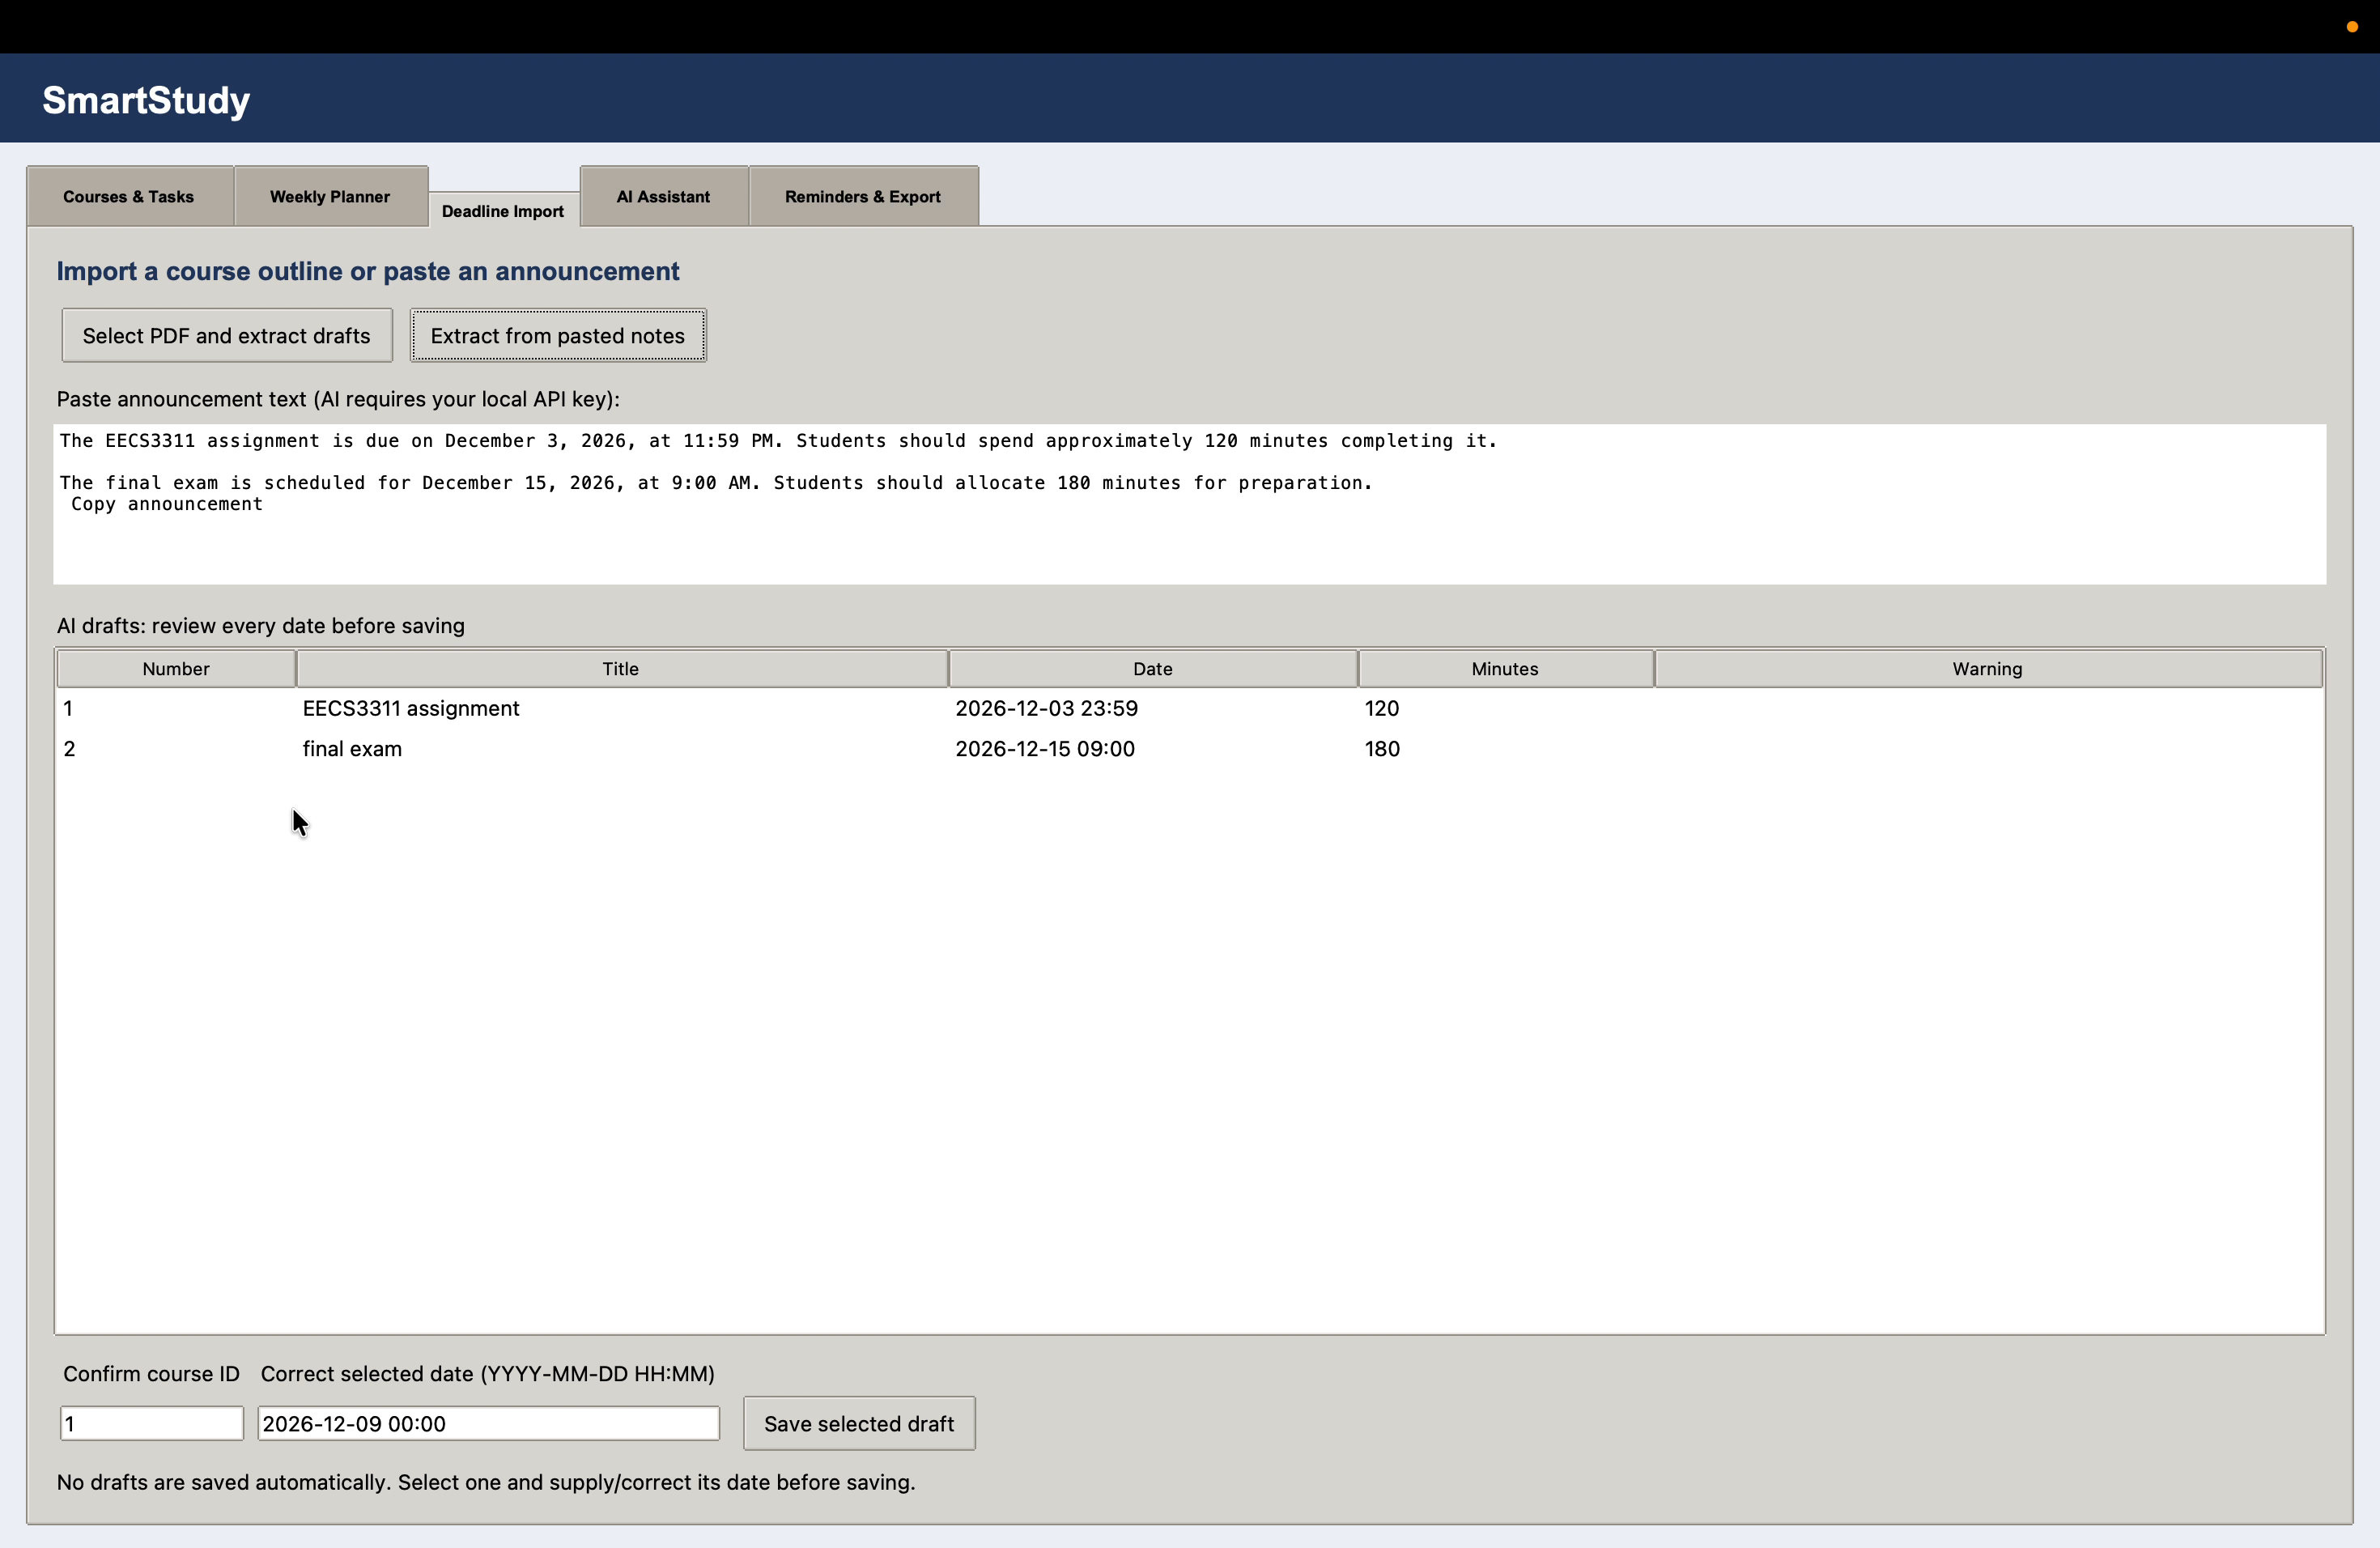 SmartStudy
Courses & Tasks Weekly Planner Deadline Import AI Assistant Reminders & Export
Import a course outline or paste an announcement
Select PDF and extract drafts Extract from pasted notes
Paste announcement text (AI requires your local API key):
The EECS3311 assignment is due on December 3, 2026, at 11:59 PM. Students should spend approximately 120 minutes completing it.
The final exam is scheduled for December 15, 2026, at 9:00 AM. Students should allocate 180 minutes for preparation.
Copy announcement
AI drafts: review every date before saving
Number Title Date Minutes Warning
1 EECS3311 assignment 2026-12-03 23:59 120
2 final exam 2026-12-15 09:00 180
Confirm course ID Correct selected date (YYYY-MM-DD HH:MM)
1 2026-12-09 00:00 Save selected draft
No drafts are saved automatically. Select one and supply/correct its date before saving.